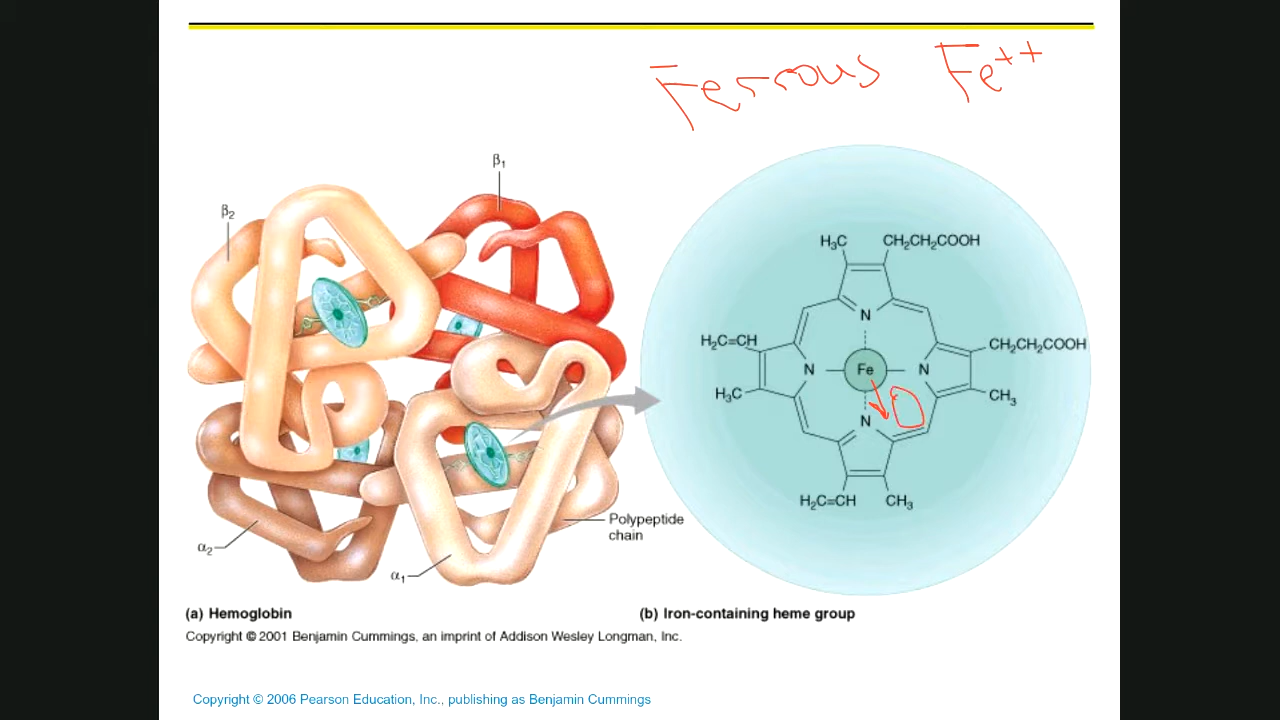 Ferrous Fe++
β1
β2
H3C
CH2CH2COOH
N
H2C=CH
CH2CH2COOH
N
Fe
N
H3C
CH3
N
H2C=CH
CH3
Polypeptide
chain
α2
α1
(a) Hemoglobin
(b) Iron-containing heme group
Copyright © 2001 Benjamin Cummings, an imprint of Addison Wesley Longman, Inc.
Copyright © 2006 Pearson Education, Inc., publishing as Benjamin Cummings